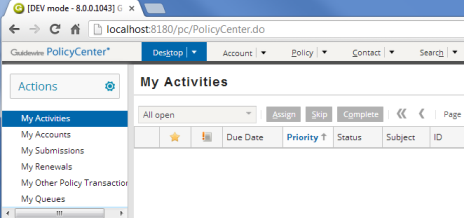 [DEV mode - 8.0.0.1043] G
localhost:8180/pc/PolicyCenter.do
Guidewire PolicyCenter Desktop Account Policy Contact Search
Actions
My Activities
My Accounts
My Submissions
My Renewals
My Other Policy Transaction
My Queues
My Activities
All open Assign Skip Complete Page
Due Date Priority Status Subject ID